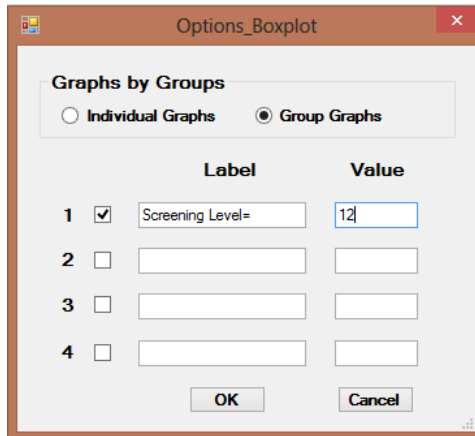 Options_Boxplot
Graphs by Groups
Individual Graphs Group Graphs
Label Value
1 Screening Level= 12
2
3
4
OK Cancel